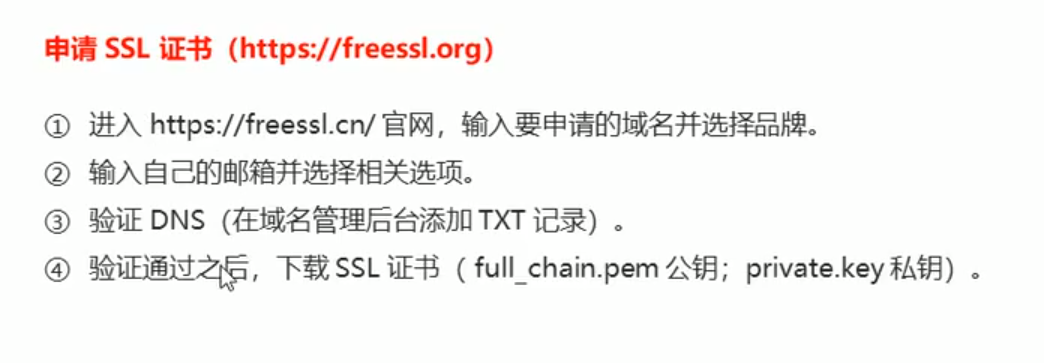 申请 SSL 证书（https://freessl.org）
① 进入 https://freessl.cn/ 官网，输入要申请的域名并选择品牌。
② 输入自己的邮箱并选择相关选项。
③ 验证 DNS（在域名管理后台添加 TXT 记录）。
④ 验证通过之后，下载 SSL 证书（ full_chain.pem 公钥；private.key 私钥）。